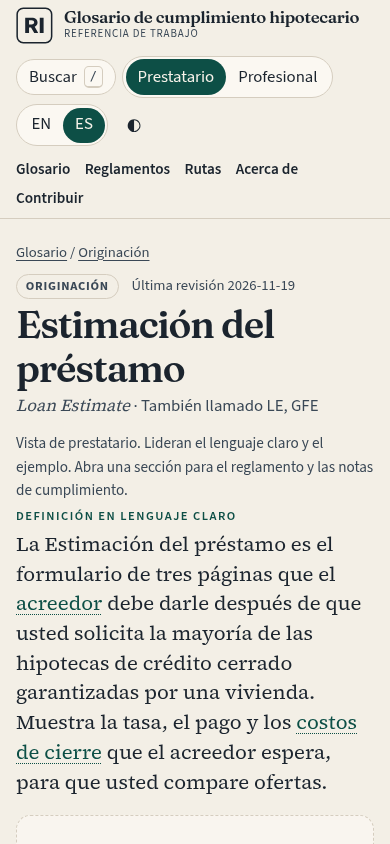 RI
Glosario de cumplimiento hipotecario
REFERENCIA DE TRABAJO
Buscar /
Prestatario Profesional
EN ES
Glosario Reglamentos Rutas Acerca de
Contribuir
Glosario / Originación
ORIGINACIÓN Última revisión 2026-11-19
Estimación del
préstamo
Loan Estimate · También llamado LE, GFE
Vista de prestatario. Lideran el lenguaje claro y el
ejemplo. Abra una sección para el reglamento y las notas
de cumplimiento.
DEFINICIÓN EN LENGUAJE CLARO
La Estimación del préstamo es el
formulario de tres páginas que el
acreedor debe darle después de que
usted solicita la mayoría de las
hipotecas de crédito cerrado
garantizadas por una vivienda.
Muestra la tasa, el pago y los costos
de cierre que el acreedor espera,
para que usted compare ofertas.